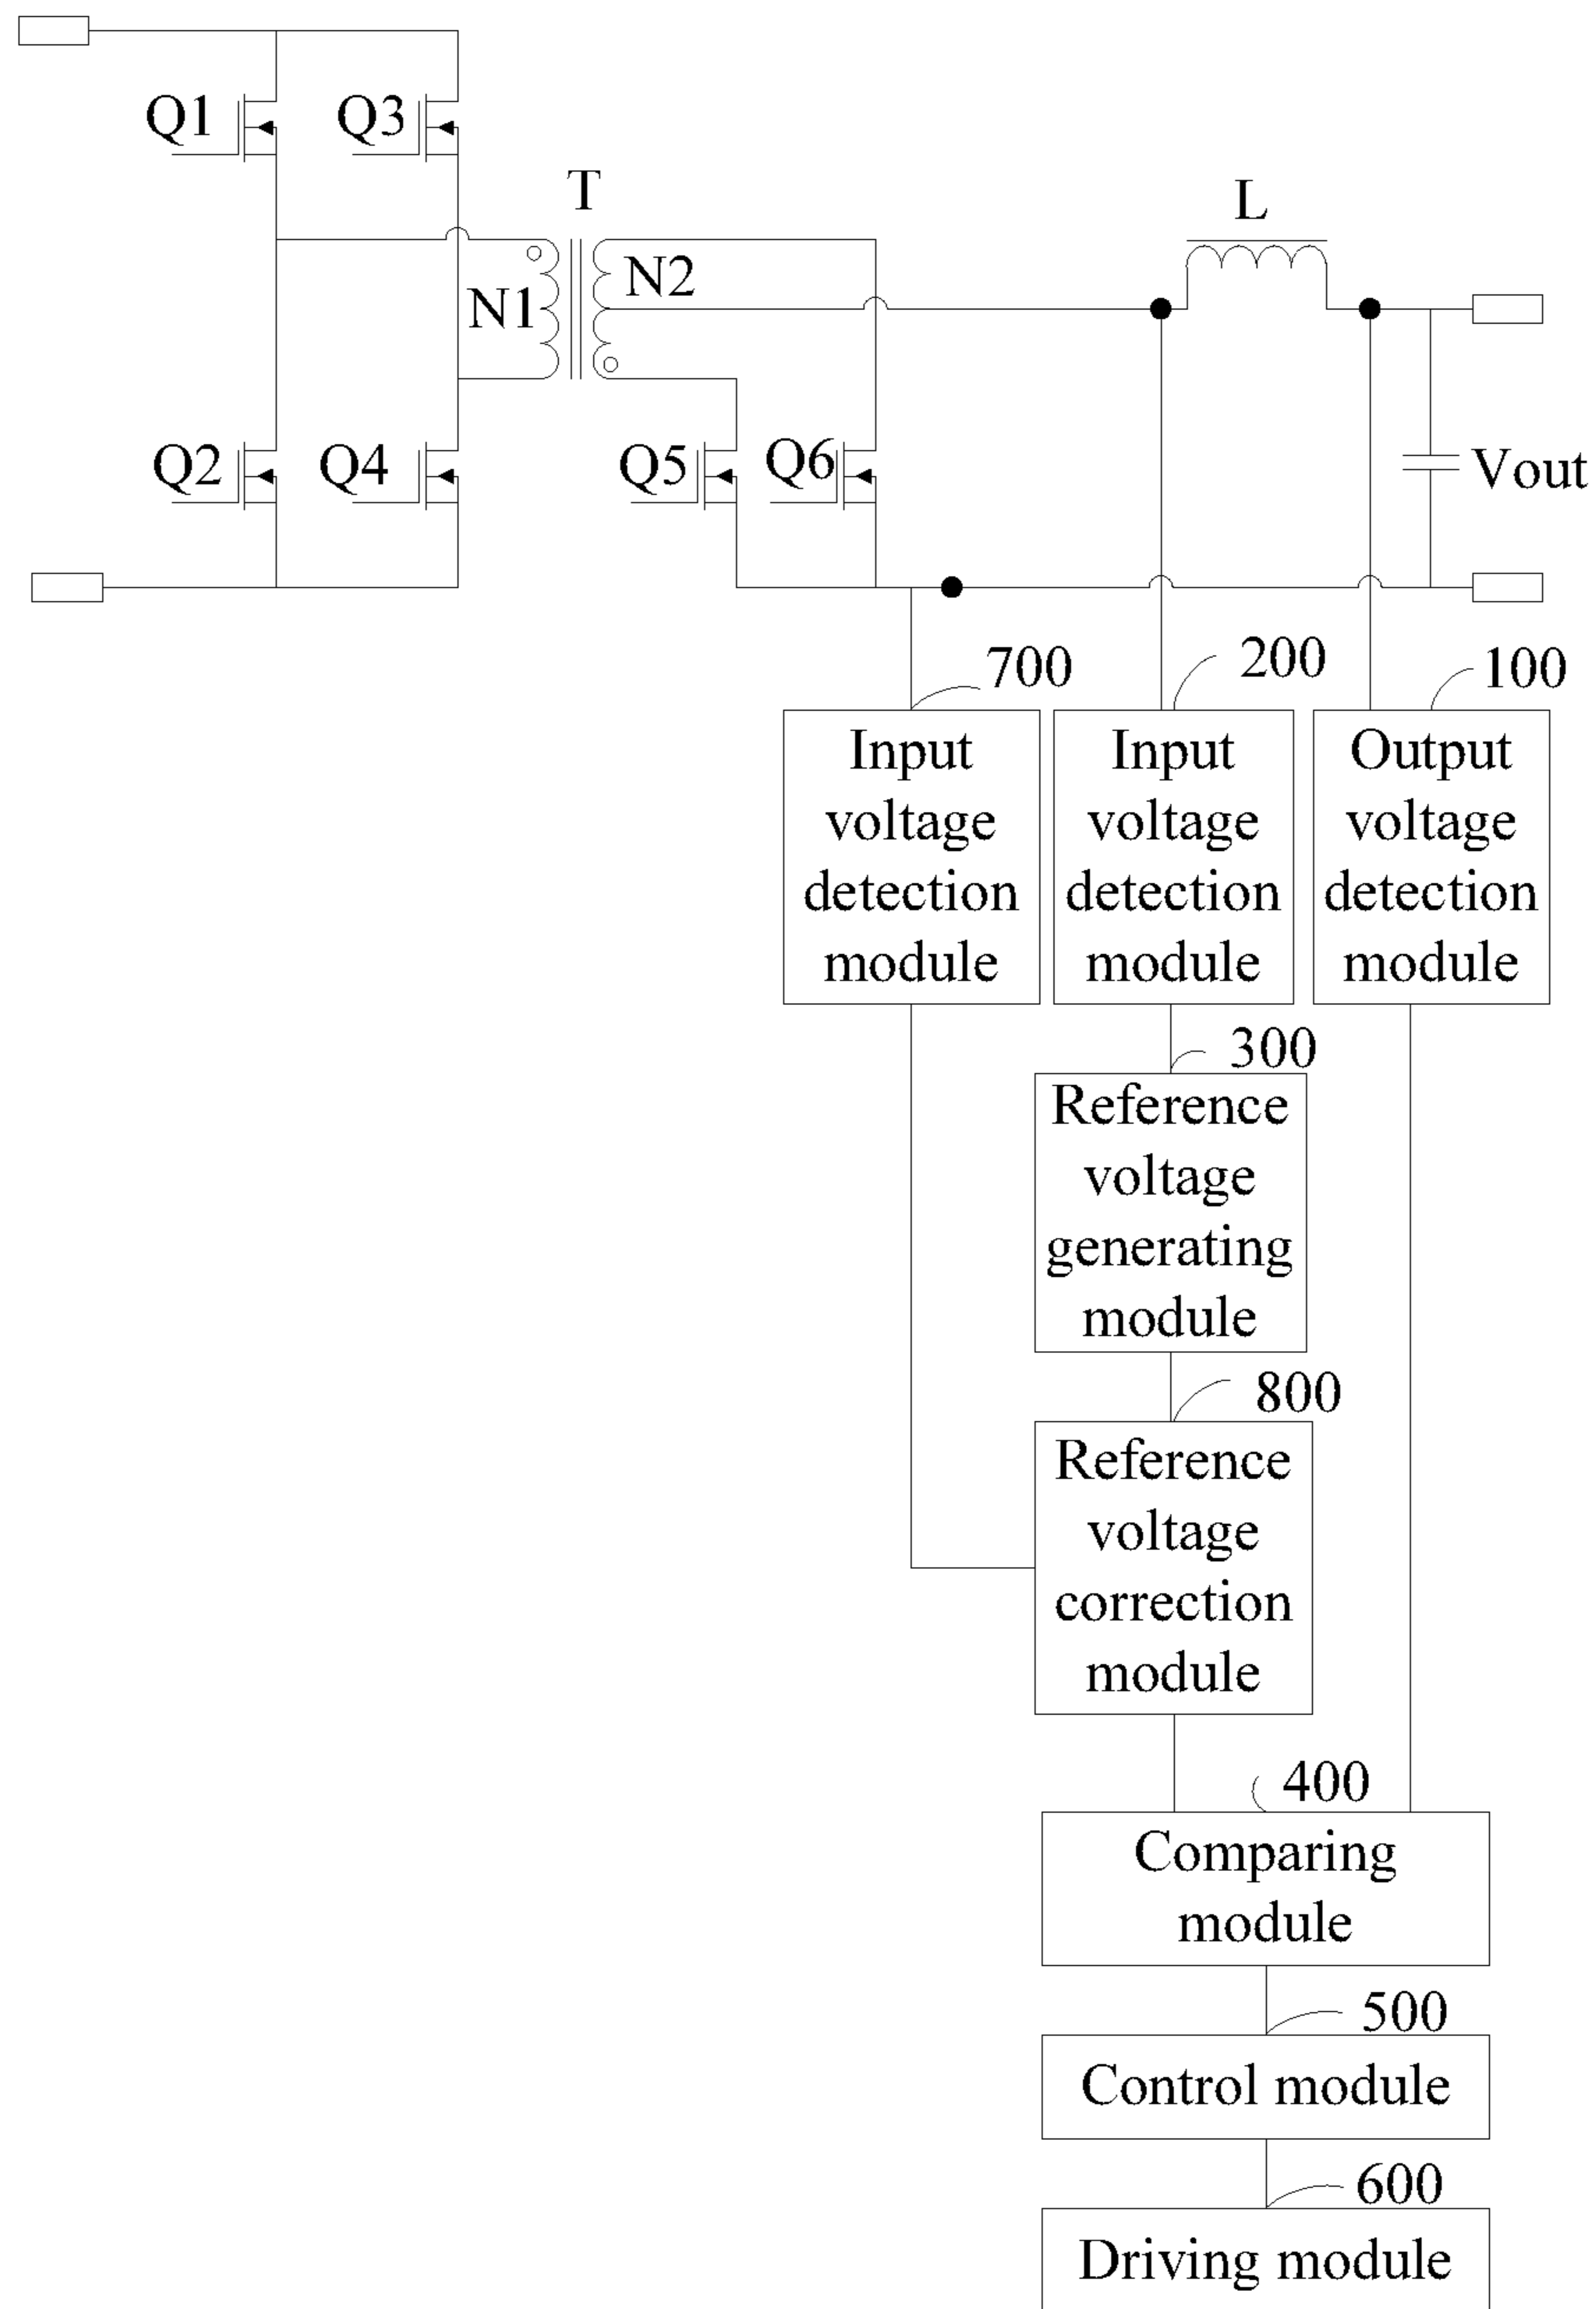 Q1
Q3
T
L
N1
N2
Q2
Q4
Q5
Q6
Vout
700
200
100
Input
voltage
detection
module
Input
voltage
detection
module
Output
voltage
detection
module
300
Reference
voltage
generating
module
800
Reference
voltage
correction
module
400
Comparing
module
500
Control module
600
Driving module